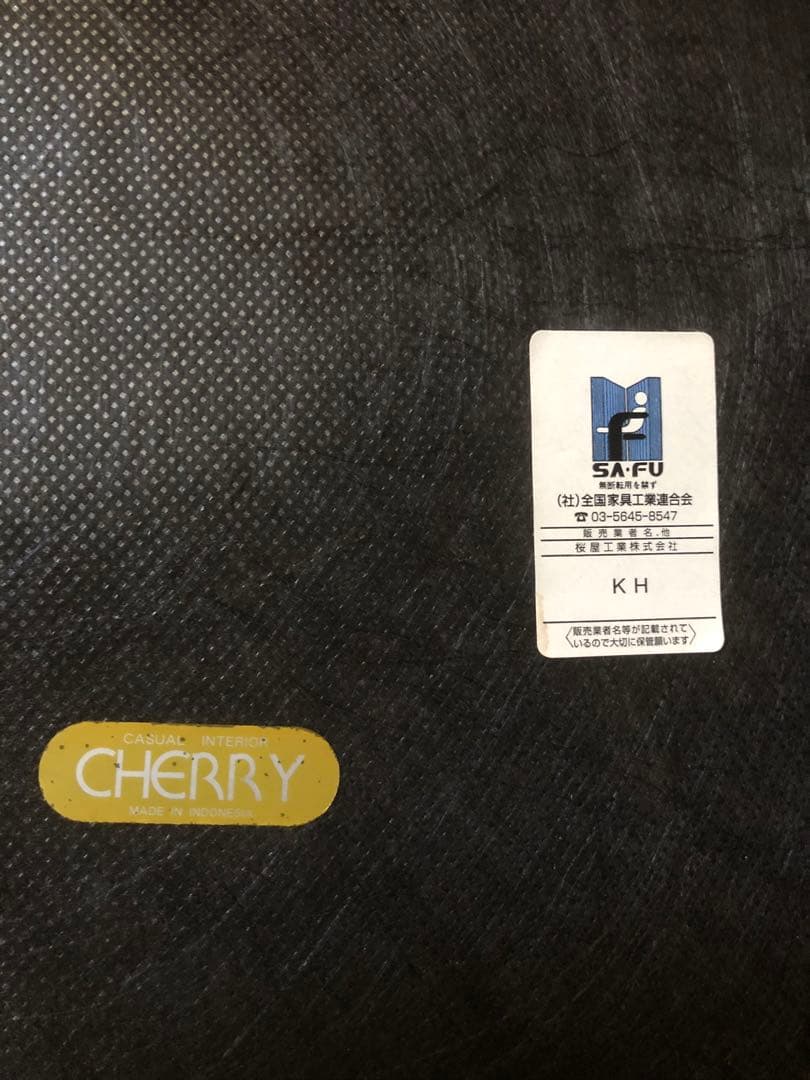 F
SA・FU
無断転用を禁ず
(社)全国家具工業連合会
☎ 03-5645-8547
販売業者名.他
桜屋工業株式会社
KH
〈販売業者名等が記載されて
いるので大切に保管願います〉
CASUAL INTERIOR
CHERRY
MADE IN INDONESIA